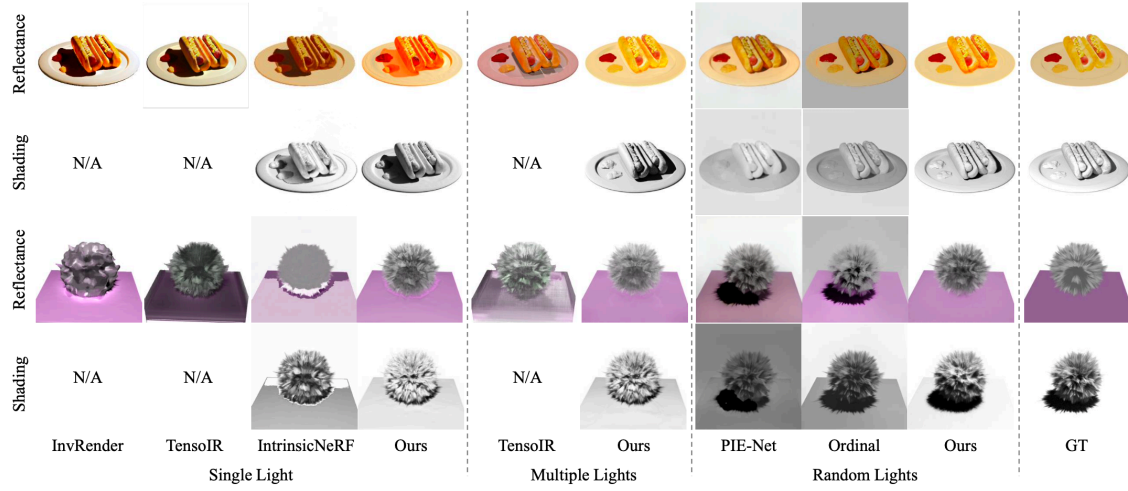 Reflectance
Shading
N/A N/A N/A
Reflectance
Shading
N/A N/A N/A
InvRender TensoIR IntrinsicNeRF Ours TensoIR Ours PIE-Net Ordinal Ours GT
Single Light Multiple Lights Random Lights